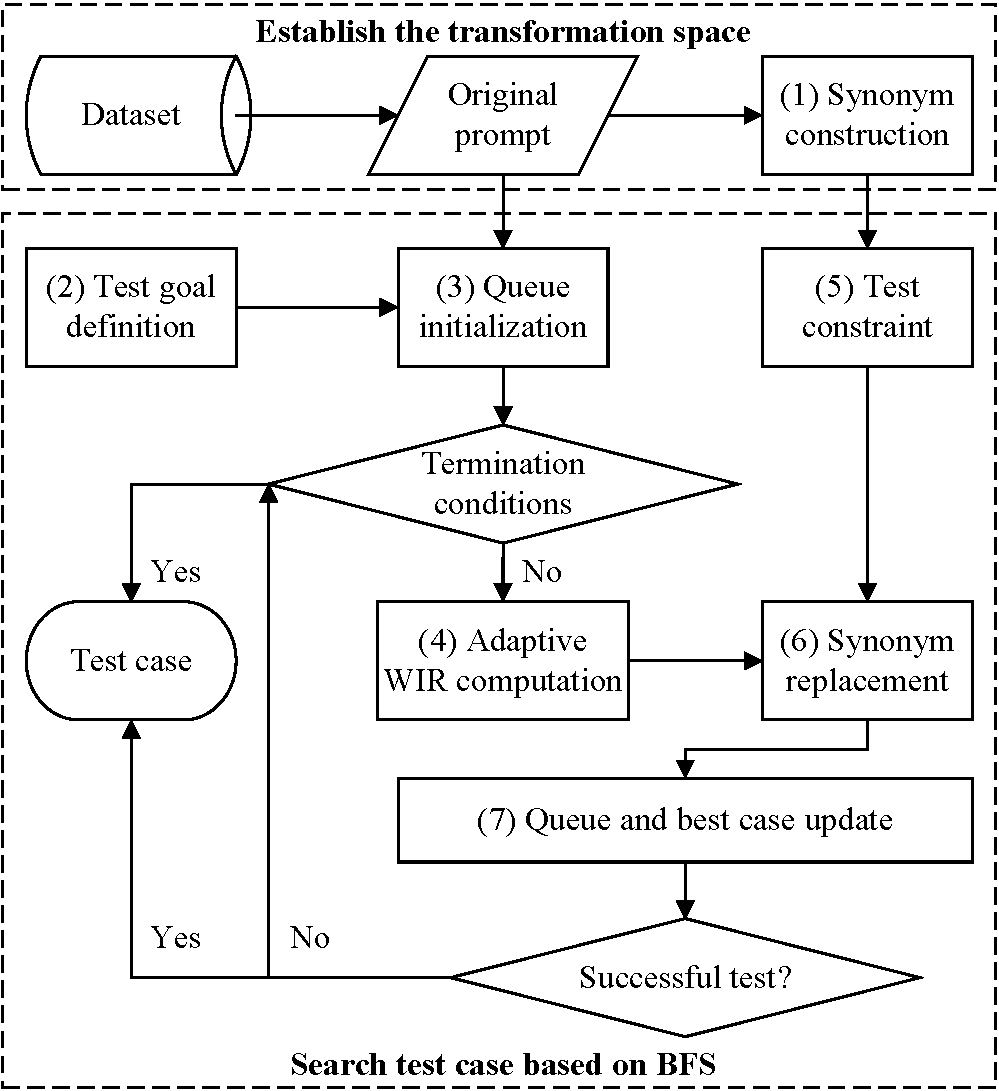 Establish the transformation space
Dataset
Original
prompt
(1) Synonym
construction
(2) Test goal
definition
(3) Queue
initialization
(5) Test
constraint
Termination
conditions
Yes
No
Test case
(4) Adaptive
WIR computation
(6) Synonym
replacement
(7) Queue and best case update
Yes
No
Successful test?
Search test case based on BFS